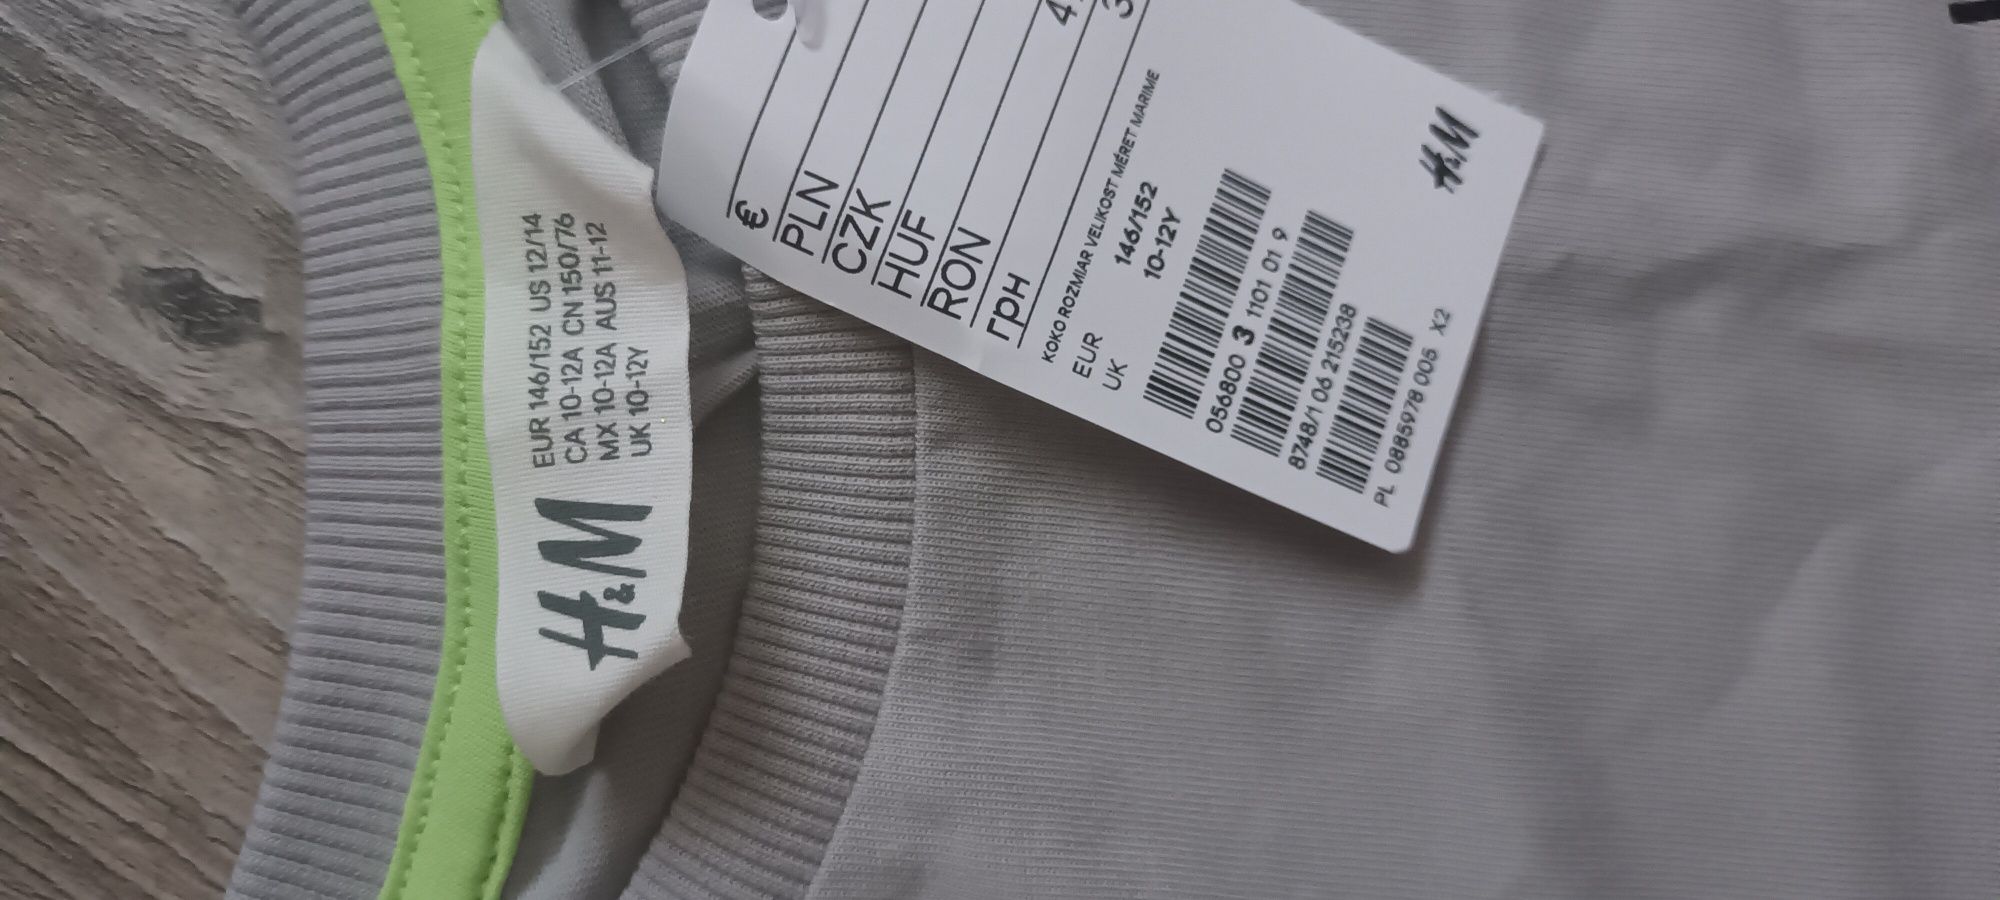 EUR 146/152 US 12/14
CA 10-12A CN 150/76
MX 10-12A AUS 11-12
UK 10-12Y
H&M
€
PLN
CZK
HUF
RON
грн
KOKO ROZMIAR VELIKOST MÉRET MARIME
EUR 146/152
UK 10-12Y
056800 3 1101 01 9
8748/1 06 215238
PL 0885978 005 X2
H&M